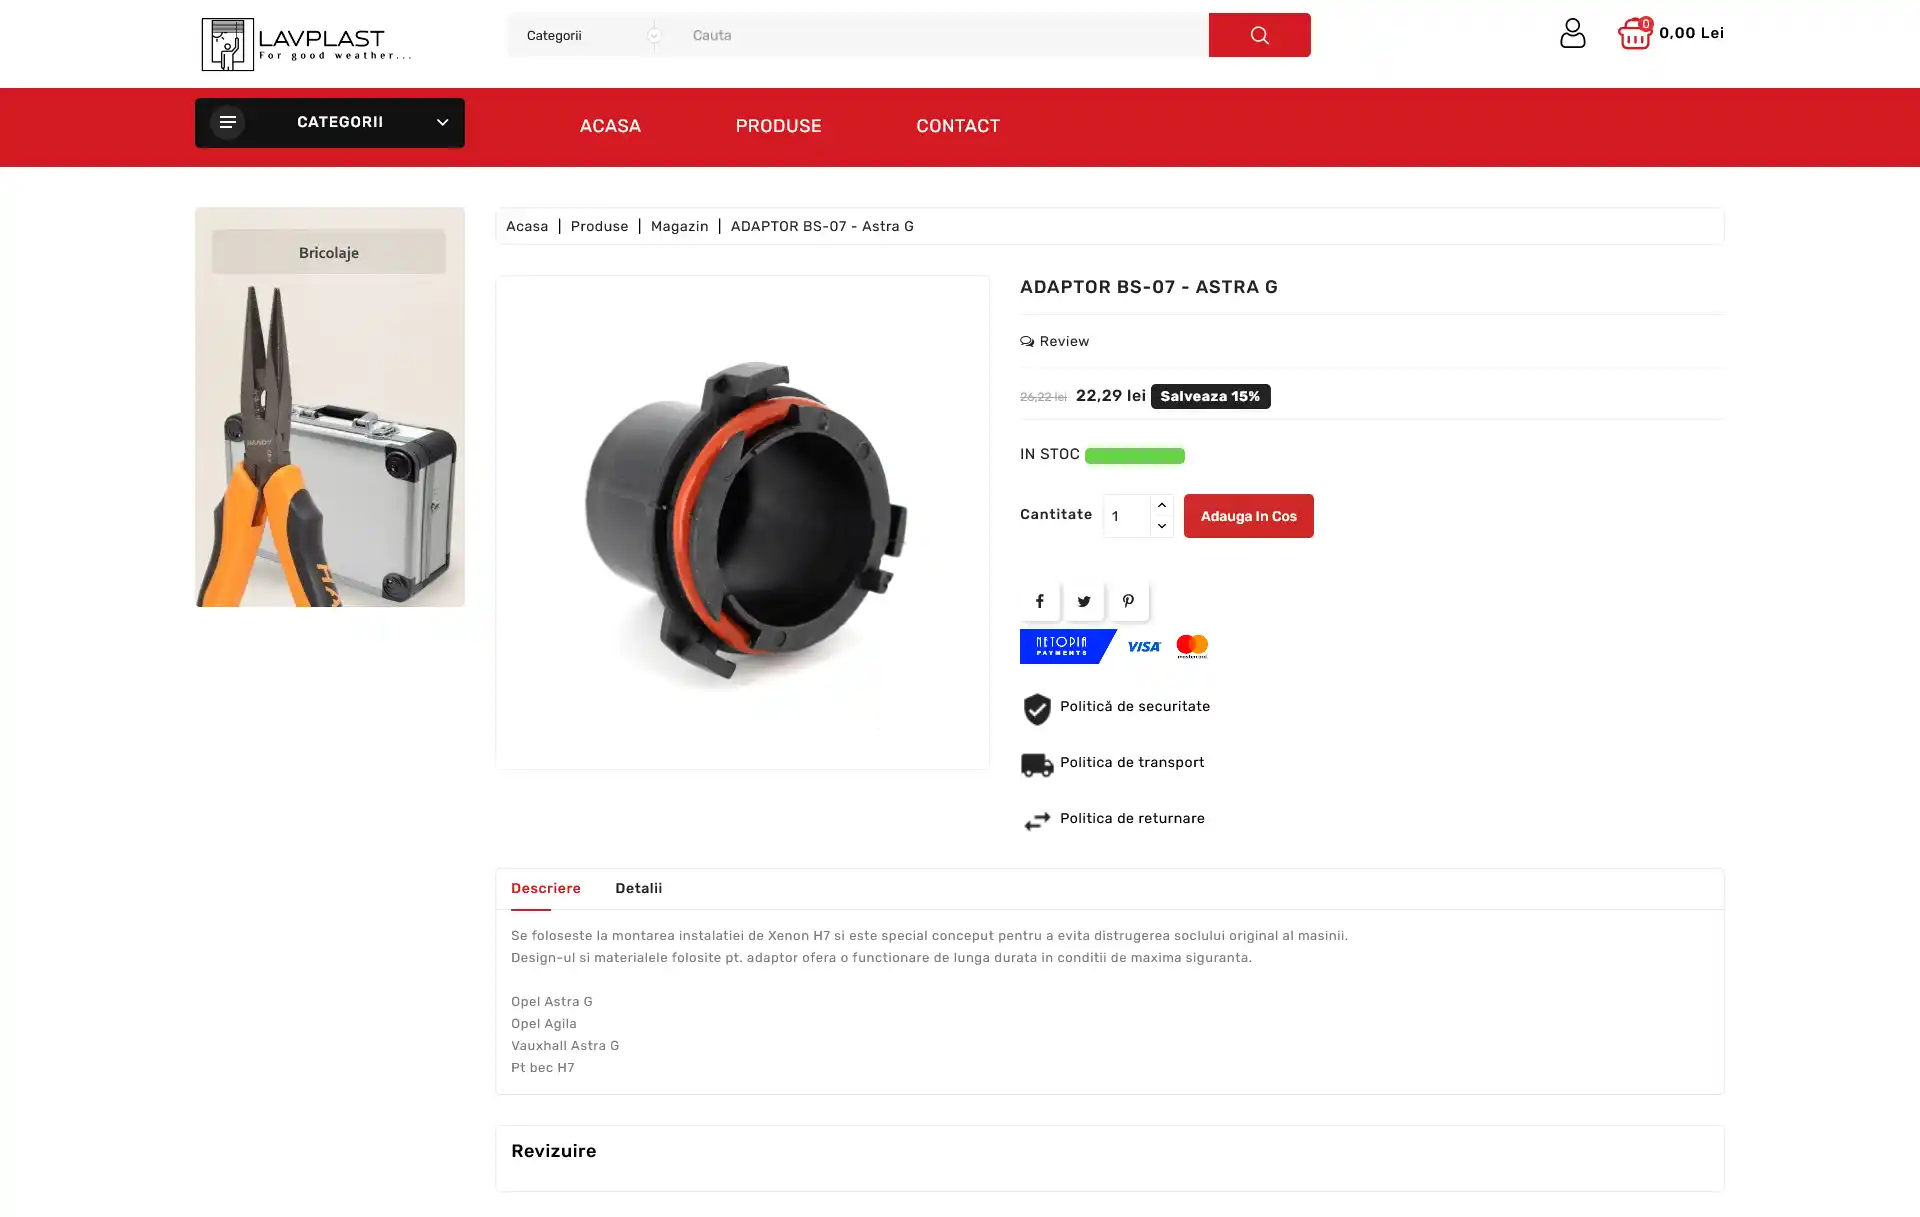 LAVPLAST
For good weather...
Categorii
Cauta
0
0,00 Lei
CATEGORII
ACASA
PRODUSE
CONTACT
Bricolaje
HANDY
Acasa | Produse | Magazin | ADAPTOR BS-07 - Astra G
ADAPTOR BS-07 - ASTRA G
Review
26,22 lei 22,29 lei Salveaza 15%
IN STOC
Cantitate 1 Adauga In Cos
NETOPIA
PAYMENTS
VISA
mastercard
Politică de securitate
Politica de transport
Politica de returnare
Descriere Detalii
Se foloseste la montarea instalatiei de Xenon H7 si este special conceput pentru a evita distrugerea soclului original al masinii.
Design-ul si materialele folosite pt. adaptor ofera o functionare de lunga durata in conditii de maxima siguranta.
Opel Astra G
Opel Agila
Vauxhall Astra G
Pt bec H7
Revizuire